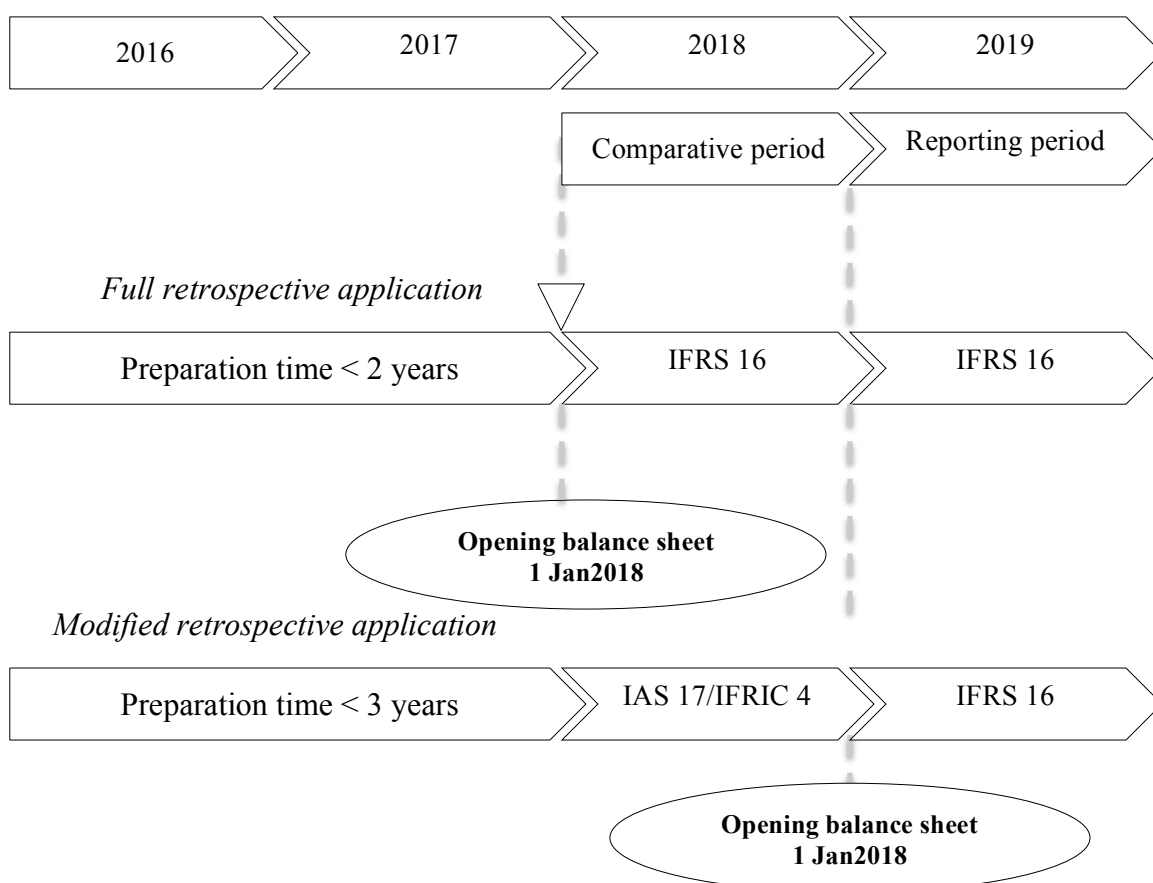 2016
2017
2018
2019
Comparative period
Reporting period
Full retrospective application
Preparation time < 2 years
IFRS 16
IFRS 16
Opening balance sheet
1 Jan2018
Modified retrospective application
Preparation time < 3 years
IAS 17/IFRIC 4
IFRS 16
Opening balance sheet
1 Jan2018